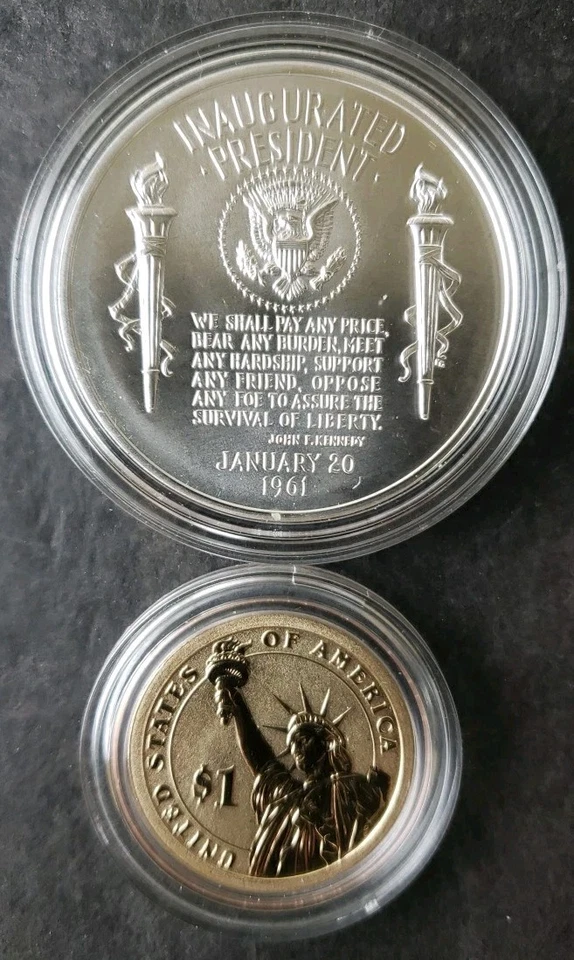 INAUGURATED
·PRESIDENT·
WE SHALL PAY ANY PRICE,
BEAR ANY BURDEN, MEET
ANY HARDSHIP, SUPPORT
ANY FRIEND, OPPOSE
ANY FOE TO ASSURE THE
SURVIVAL OF LIBERTY.
JOHN F. KENNEDY
JANUARY 20
1961
UNITED STATES OF AMERICA
$1